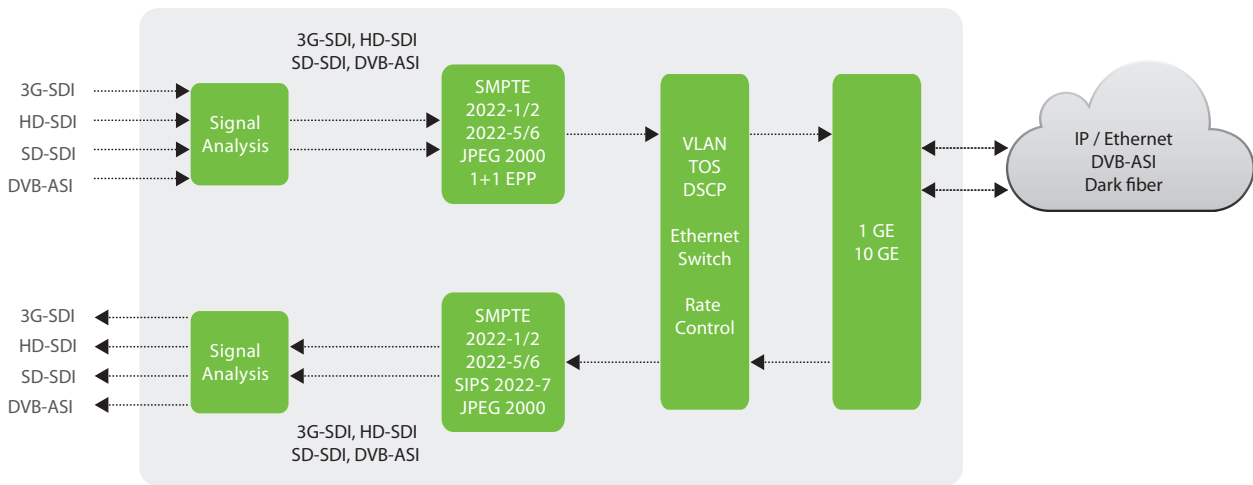 3G-SDI, HD-SDI
SD-SDI, DVB-ASI
3G-SDI
HD-SDI
SD-SDI
DVB-ASI
Signal
Analysis
SMPTE
2022-1/2
2022-5/6
JPEG 2000
1+1 EPP
VLAN
TOS
DSCP
Ethernet
Switch
Rate
Control
1 GE
10 GE
IP / Ethernet
DVB-ASI
Dark fiber
3G-SDI
HD-SDI
SD-SDI
DVB-ASI
Signal
Analysis
SMPTE
2022-1/2
2022-5/6
SIPS 2022-7
JPEG 2000
3G-SDI, HD-SDI
SD-SDI, DVB-ASI